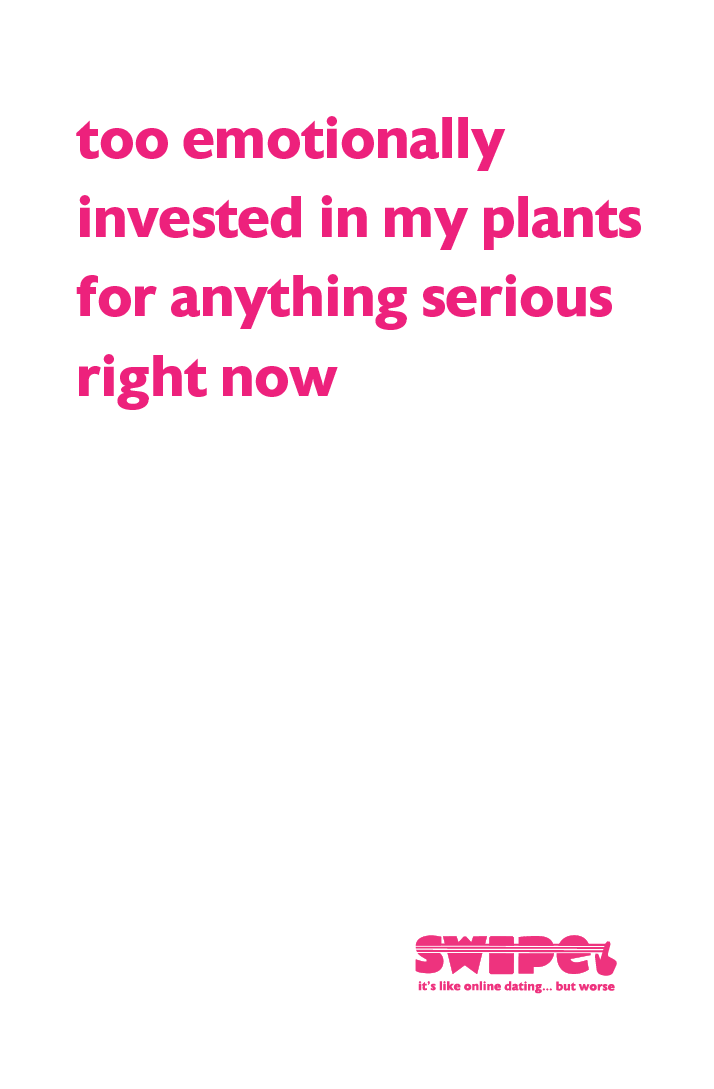 too emotionally
invested in my plants
for anything serious
right now
SWIPE
it's like online dating... but worse